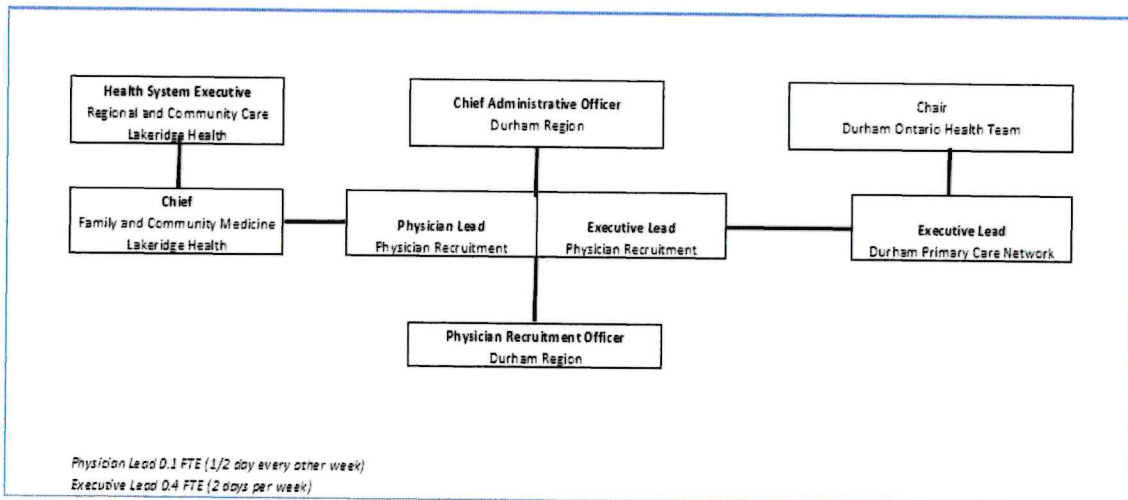 Health System Executive
Regional and Community Care
Lakeridge Health
Chief Administrative Officer
Durham Region
Chair
Durham Ontario Health Team
Chief
Family and Community Medicine
Lakeridge Health
Physician Lead
Physician Recruitment
Executive Lead
Physician Recruitment
Executive Lead
Durham Primary Care Network
Physician Recruitment Officer
Durham Region
Physician Lead 0.1 FTE (1/2 day every other week)
Executive Lead 0.4 FTE (2 days per week)